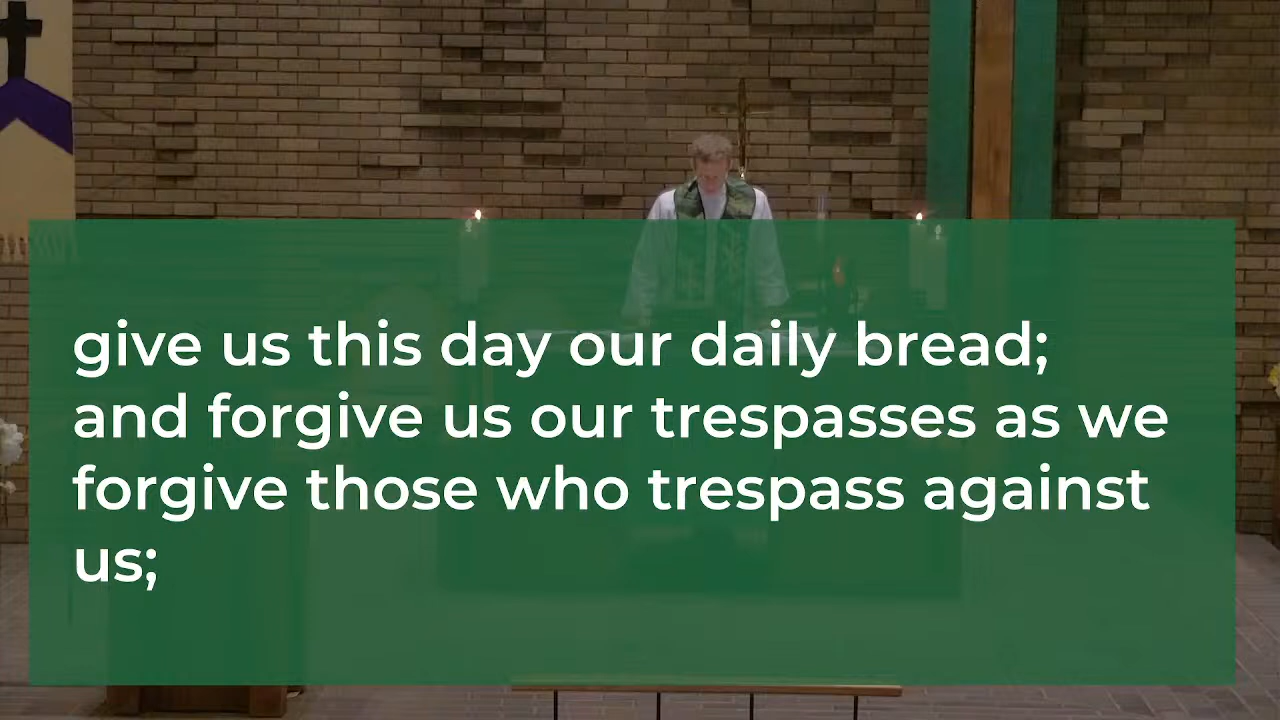 give us this day our daily bread;
and forgive us our trespasses as we
forgive those who trespass against
us;